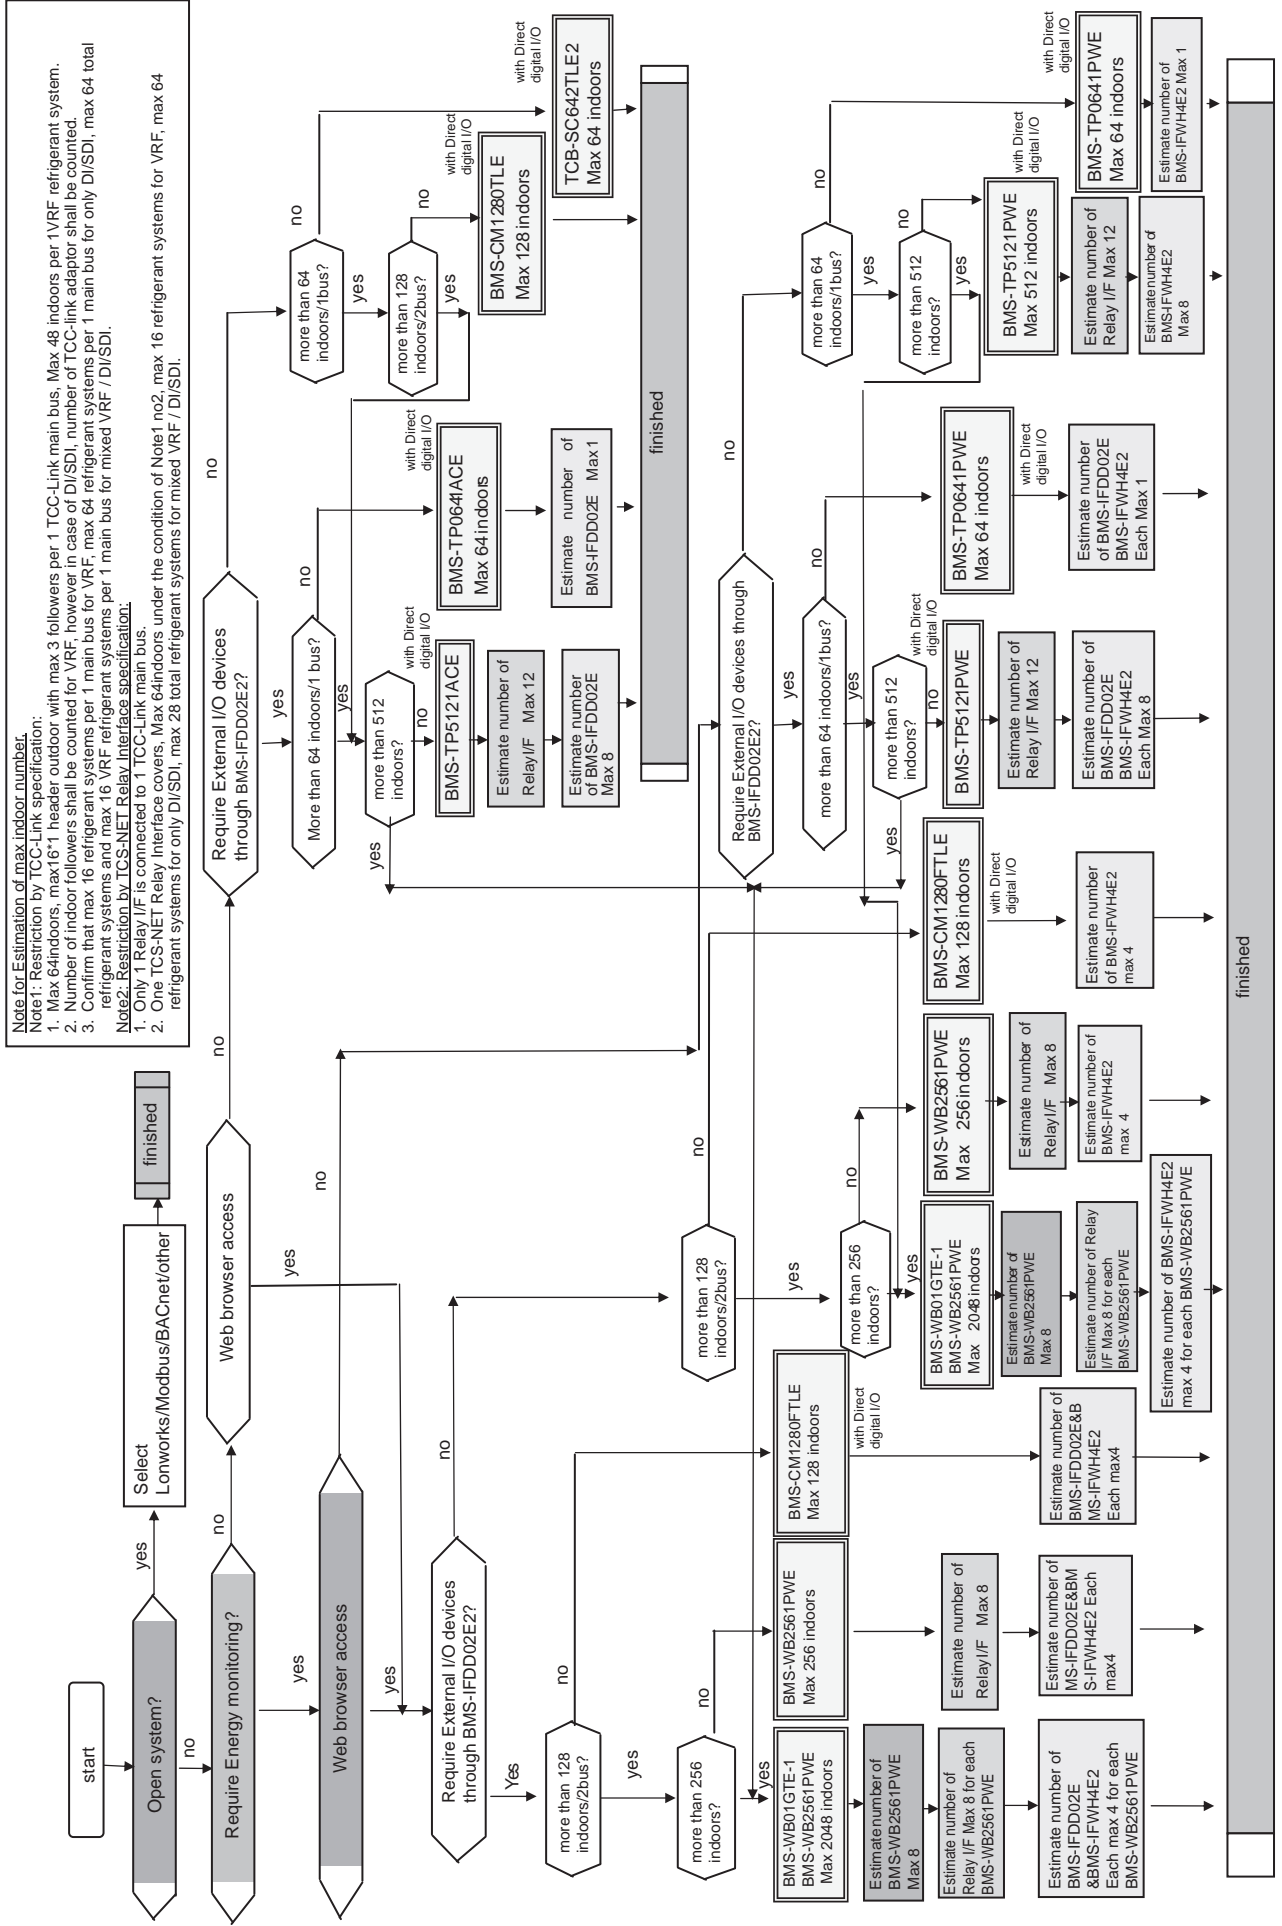 Note for Estimation of max indoor number.
Note1: Restriction by TCC-Link specification:
1. Max 64indoors, max16*1 header outdoor with max 3 followers per 1 TCC-Link main bus, Max 48 indoors per 1VRF refrigerant system.
2. Number of indoor followers shall be counted for VRF, however in case of DI/SDI, number of TCC-link adaptor shall be counted.
3. Confirm that max 16 refrigerant systems per 1 main bus for VRF, max 64 refrigerant systems per 1 main bus for only DI/SDI, max 64 total
refrigerant systems and max 16 VRF refrigerant systems per 1 main bus for mixed VRF / DI/SDI.
Note2: Restriction by TCS-NET Relay Interface specification:
1. Only 1 Relay I/F is connected to 1 TCC-Link main bus.
2. One TCS-NET Relay Interface covers, Max 64indoors under the condition of Note1 no2, max 16 refrigerant systems for VRF, max 64
refrigerant systems for only DI/SDI, max 28 total refrigerant systems for mixed VRF / DI/SDI.
start
Open system?
yes
Select
Lonworks/Modbus/BACnet/other
finished
no
Require Energy monitoring?
no
Web browser access
no
Require External I/O devices
through BMS-IFDD02E2?
no
yes
yes
yes
Web browser access
no
yes
more than 64
indoors/1bus?
no
yes
More than 64 indoors/1 bus?
no
yes
more than 128
indoors/2bus?
no
yes
more than 512
indoors?
yes
no
with Direct
digital I/O
BMS-TP5121ACE
Estimate number of
RelayI/F Max 12
Estimate number
of BMS-IFDD02E
Max 8
with Direct
digital I/O
BMS-TP0641ACE
Max 64 indoors
Estimate number of
BMS-IFDD02E Max 1
with Direct
digital I/O
BMS-CM1280TLE
Max 128 indoors
with Direct
digital I/O
TCB-SC642TLE2
Max 64 indoors
finished
Require External I/O devices
through BMS-IFDD02E2?
no
Yes
more than 128
indoors/2bus?
no
yes
more than 256
indoors?
no
yes
more than 128
indoors/2bus?
no
yes
more than 256
indoors?
no
yes
Require External I/O devices through
BMS-IFDD02E2?
no
yes
more than 64 indoors/1bus?
no
yes
more than 512
indoors?
yes
no
more than 64
indoors/1bus?
no
yes
more than 512
indoors?
no
yes
BMS-WB01GTE-1
BMS-WB2561PWE
Max 2048 indoors
Estimate number of
BMS-WB2561PWE
Max 8
Estimate number of
Relay I/F Max 8 for each
BMS-WB2561PWE
Estimate number of
BMS-IFDD02E
&BMS-IFWH4E2
Each max 4 for each
BMS-WB2561PWE
BMS-WB2561PWE
Max 256 indoors
Estimate number of
RelayI/F Max 8
Estimate number of
MS-IFDD02E&BM
S-IFWH4E2 Each
max4
BMS-CM1280FTLE
Max 128 indoors
with Direct
digital I/O
Estimate number of
BMS-IFDD02E&B
MS-IFWH4E2
Each max4
BMS-WB01GTE-1
BMS-WB2561PWE
Max 2048 indoors
Estimate number of
BMS-WB2561PWE
Max 8
Estimate number of Relay
I/F Max 8 for each
BMS-WB2561PWE
Estimate number of BMS-IFWH4E2
max 4 for each BMS-WB2561PWE
BMS-WB2561PWE
Max 256 indoors
Estimate number of
RelayI/F Max 8
Estimate number of
BMS-IFWH4E2
max 4
BMS-CM1280FTLE
Max 128 indoors
with Direct
digital I/O
Estimate number
of BMS-IFWH4E2
max 4
with Direct
digital I/O
BMS-TP5121PWE
Estimate number of
Relay I/F Max 12
Estimate number of
BMS-IFDD02E
BMS-IFWH4E2
Each Max 8
BMS-TP0641PWE
Max 64 indoors
with Direct
digital I/O
Estimate number
of BMS-IFDD02E
BMS-IFWH4E2
Each Max 1
with Direct
digital I/O
BMS-TP5121PWE
Max 512 indoors
Estimate number of
Relay I/F Max 12
Estimate number of
BMS-IFWH4E2
Max 8
with Direct
digital I/O
BMS-TP0641PWE
Max 64 indoors
Estimate number of
BMS-IFWH4E2 Max 1
finished